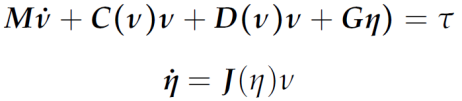 Mν̇ + C(ν)ν + D(ν)ν + Gη) = τ
η̇ = J(η)ν